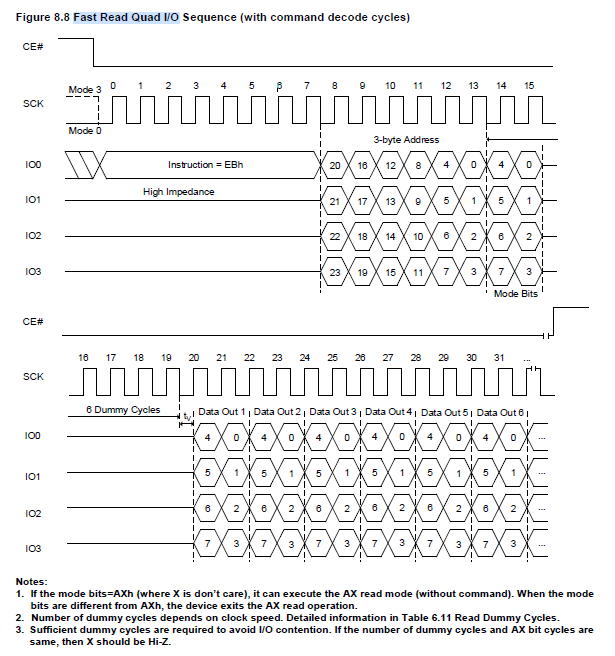 Figure 8.8 Fast Read Quad I/O Sequence (with command decode cycles)
CE#
SCK
Mode 3 0 1 2 3 4 5 6 7 8 9 10 11 12 13 14 15
Mode 0
3-byte Address
IO0 Instruction = EBh 20 16 12 8 4 0 4 0
IO1 High Impedance 21 17 13 9 5 1 5 1
IO2 22 18 14 10 6 2 6 2
IO3 23 19 15 11 7 3 7 3
Mode Bits
CE#
16 17 18 19 20 21 22 23 24 25 26 27 28 29 30 31 ...
SCK
6 Dummy Cycles tV Data Out 1 Data Out 2 Data Out 3 Data Out 4 Data Out 5 Data Out 6
IO0 4 0 4 0 4 0 4 0 4 0 4 0 ...
IO1 5 1 5 1 5 1 5 1 5 1 5 1 ...
IO2 6 2 6 2 6 2 6 2 6 2 6 2 ...
IO3 7 3 7 3 7 3 7 3 7 3 7 3 ...
Notes:
1. If the mode bits=AXh (where X is don't care), it can execute the AX read mode (without command). When the mode
bits are different from AXh, the device exits the AX read operation.
2. Number of dummy cycles depends on clock speed. Detailed information in Table 6.11 Read Dummy Cycles.
3. Sufficient dummy cycles are required to avoid I/O contention. If the number of dummy cycles and AX bit cycles are
same, then X should be Hi-Z.